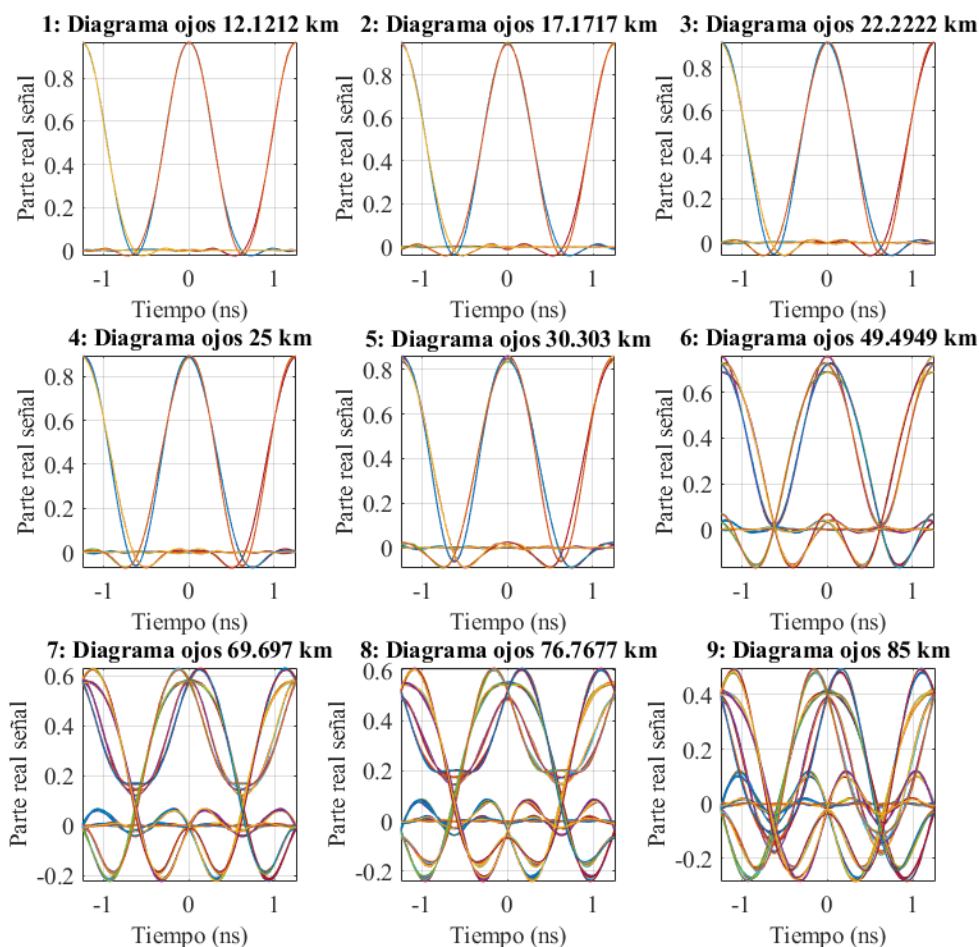 1: Diagrama ojos 12.1212 km
Parte real señal
0.8
0.6
0.4
0.2
0
-1 0 1
Tiempo (ns)
2: Diagrama ojos 17.1717 km
Parte real señal
0.8
0.6
0.4
0.2
0
-1 0 1
Tiempo (ns)
3: Diagrama ojos 22.2222 km
Parte real señal
0.8
0.6
0.4
0.2
0
-1 0 1
Tiempo (ns)
4: Diagrama ojos 25 km
Parte real señal
0.8
0.6
0.4
0.2
0
-1 0 1
Tiempo (ns)
5: Diagrama ojos 30.303 km
Parte real señal
0.8
0.6
0.4
0.2
0
-1 0 1
Tiempo (ns)
6: Diagrama ojos 49.4949 km
Parte real señal
0.6
0.4
0.2
0
-1 0 1
Tiempo (ns)
7: Diagrama ojos 69.697 km
Parte real señal
0.6
0.4
0.2
0
-0.2
-1 0 1
Tiempo (ns)
8: Diagrama ojos 76.7677 km
Parte real señal
0.6
0.4
0.2
0
-0.2
-1 0 1
Tiempo (ns)
9: Diagrama ojos 85 km
Parte real señal
0.4
0.2
0
-0.2
-1 0 1
Tiempo (ns)